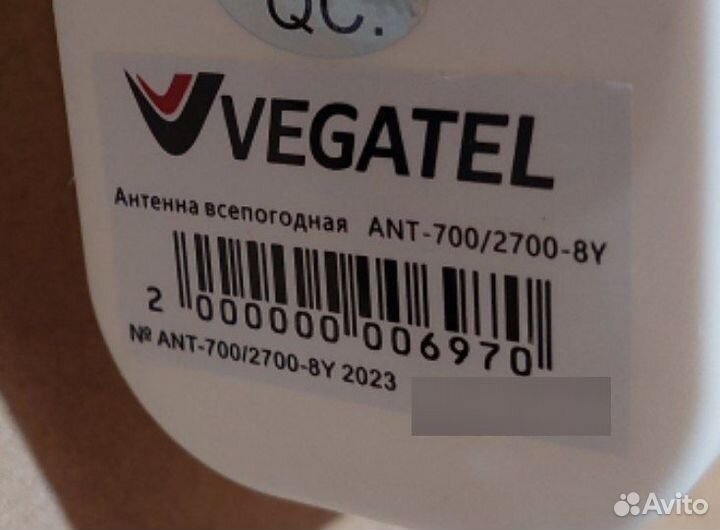 QC.
VEGATEL
Антенна всепогодная ANT-700/2700-8Y
2 000000 006970
№ ANT-700/2700-8Y 2023
Avito